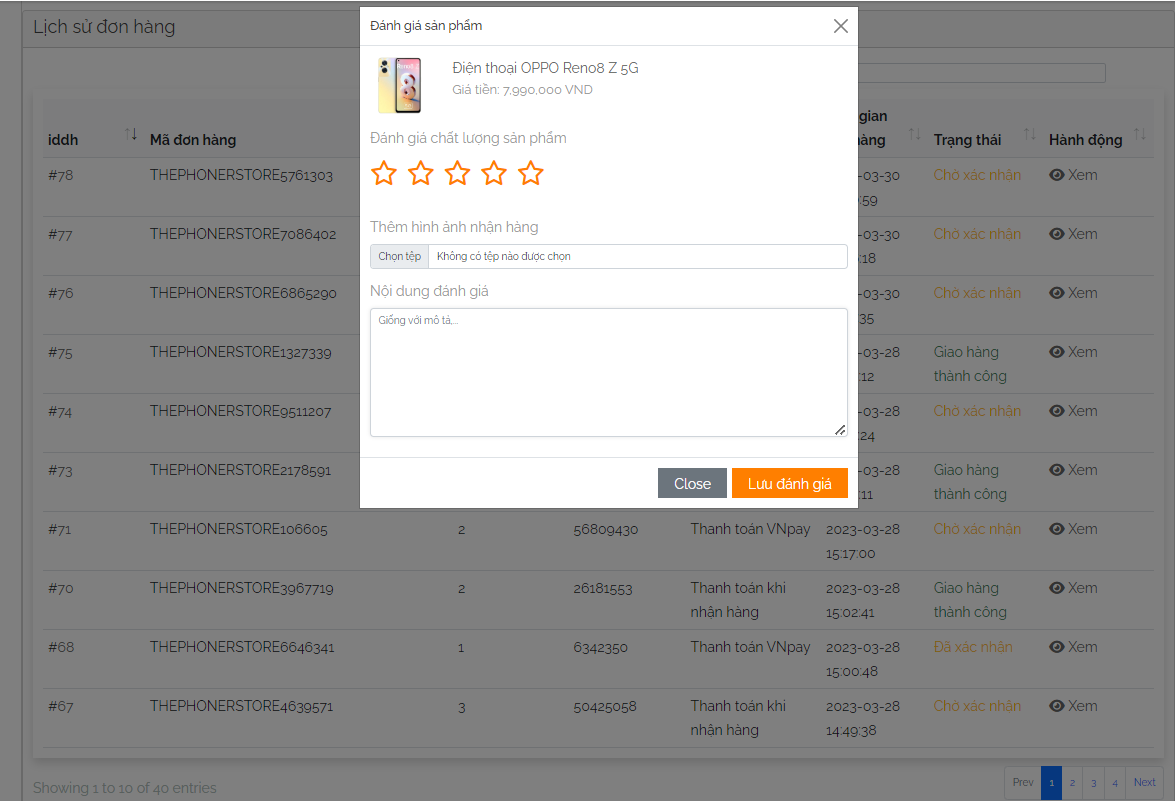 Lịch sử đơn hàng
Đánh giá sản phẩm
Điện thoại OPPO Reno8 Z 5G
Giá tiền: 7,990,000 VND
Đánh giá chất lượng sản phẩm
Thêm hình ảnh nhận hàng
Chọn tệp Không có tệp nào được chọn
Nội dung đánh giá
Giống với mô tả,...
Close Lưu đánh giá
gian
iddh Mã đơn hàng hàng Trạng thái Hành động
#78 THEPHONERSTORE5761303 -03-30 Chờ xác nhận Xem
:59
#77 THEPHONERSTORE7086402 -03-30 Chờ xác nhận Xem
:18
#76 THEPHONERSTORE6865290 -03-30 Chờ xác nhận Xem
:35
#75 THEPHONERSTORE1327339 -03-28 Giao hàng Xem
:12 thành công
#74 THEPHONERSTORE9511207 -03-28 Chờ xác nhận Xem
:24
#73 THEPHONERSTORE2178591 -03-28 Giao hàng Xem
:11 thành công
#71 THEPHONERSTORE106605 2 56809430 Thanh toán VNpay 2023-03-28 Chờ xác nhận Xem
15:17:00
#70 THEPHONERSTORE3967719 2 26181553 Thanh toán khi 2023-03-28 Giao hàng Xem
nhận hàng 15:02:41 thành công
#68 THEPHONERSTORE6646341 1 6342350 Thanh toán VNpay 2023-03-28 Đã xác nhận Xem
15:00:48
#67 THEPHONERSTORE4639571 3 50425058 Thanh toán khi 2023-03-28 Chờ xác nhận Xem
nhận hàng 14:49:38
Showing 1 to 10 of 40 entries
Prev 1 2 3 4 Next